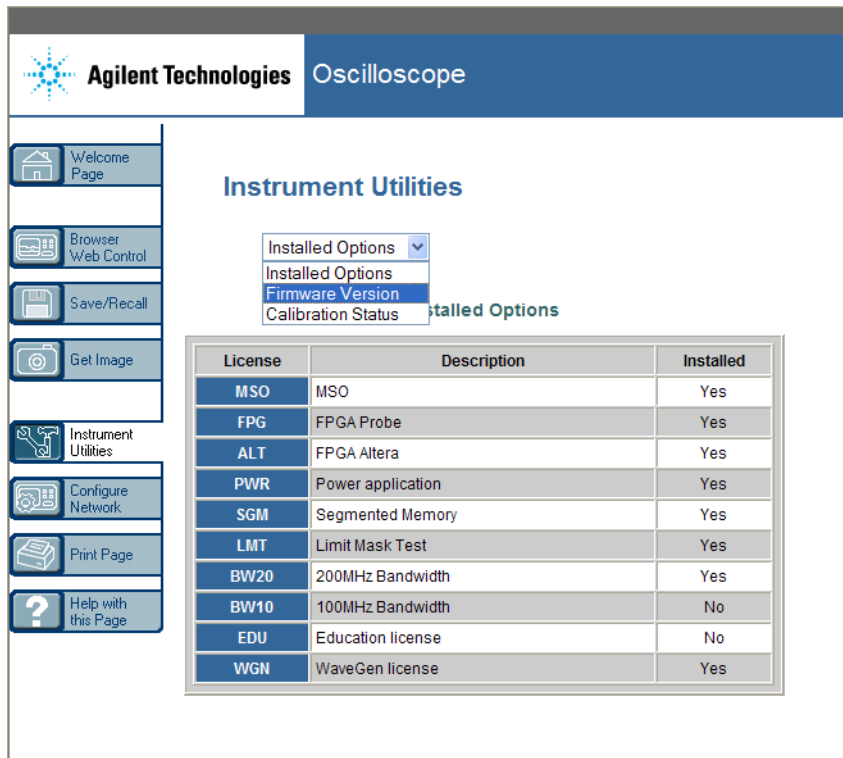 Agilent Technologies
Oscilloscope
Welcome
Page
Browser
Web Control
Save/Recall
Get Image
Instrument
Utilities
Configure
Network
Print Page
Help with
this Page
Instrument Utilities
Installed Options
Installed Options
Firmware Version
Calibration Status
stalled Options
License Description Installed
MSO MSO Yes
FPG FPGA Probe Yes
ALT FPGA Altera Yes
PWR Power application Yes
SGM Segmented Memory Yes
LMT Limit Mask Test Yes
BW20 200MHz Bandwidth Yes
BW10 100MHz Bandwidth No
EDU Education license No
WGN WaveGen license Yes